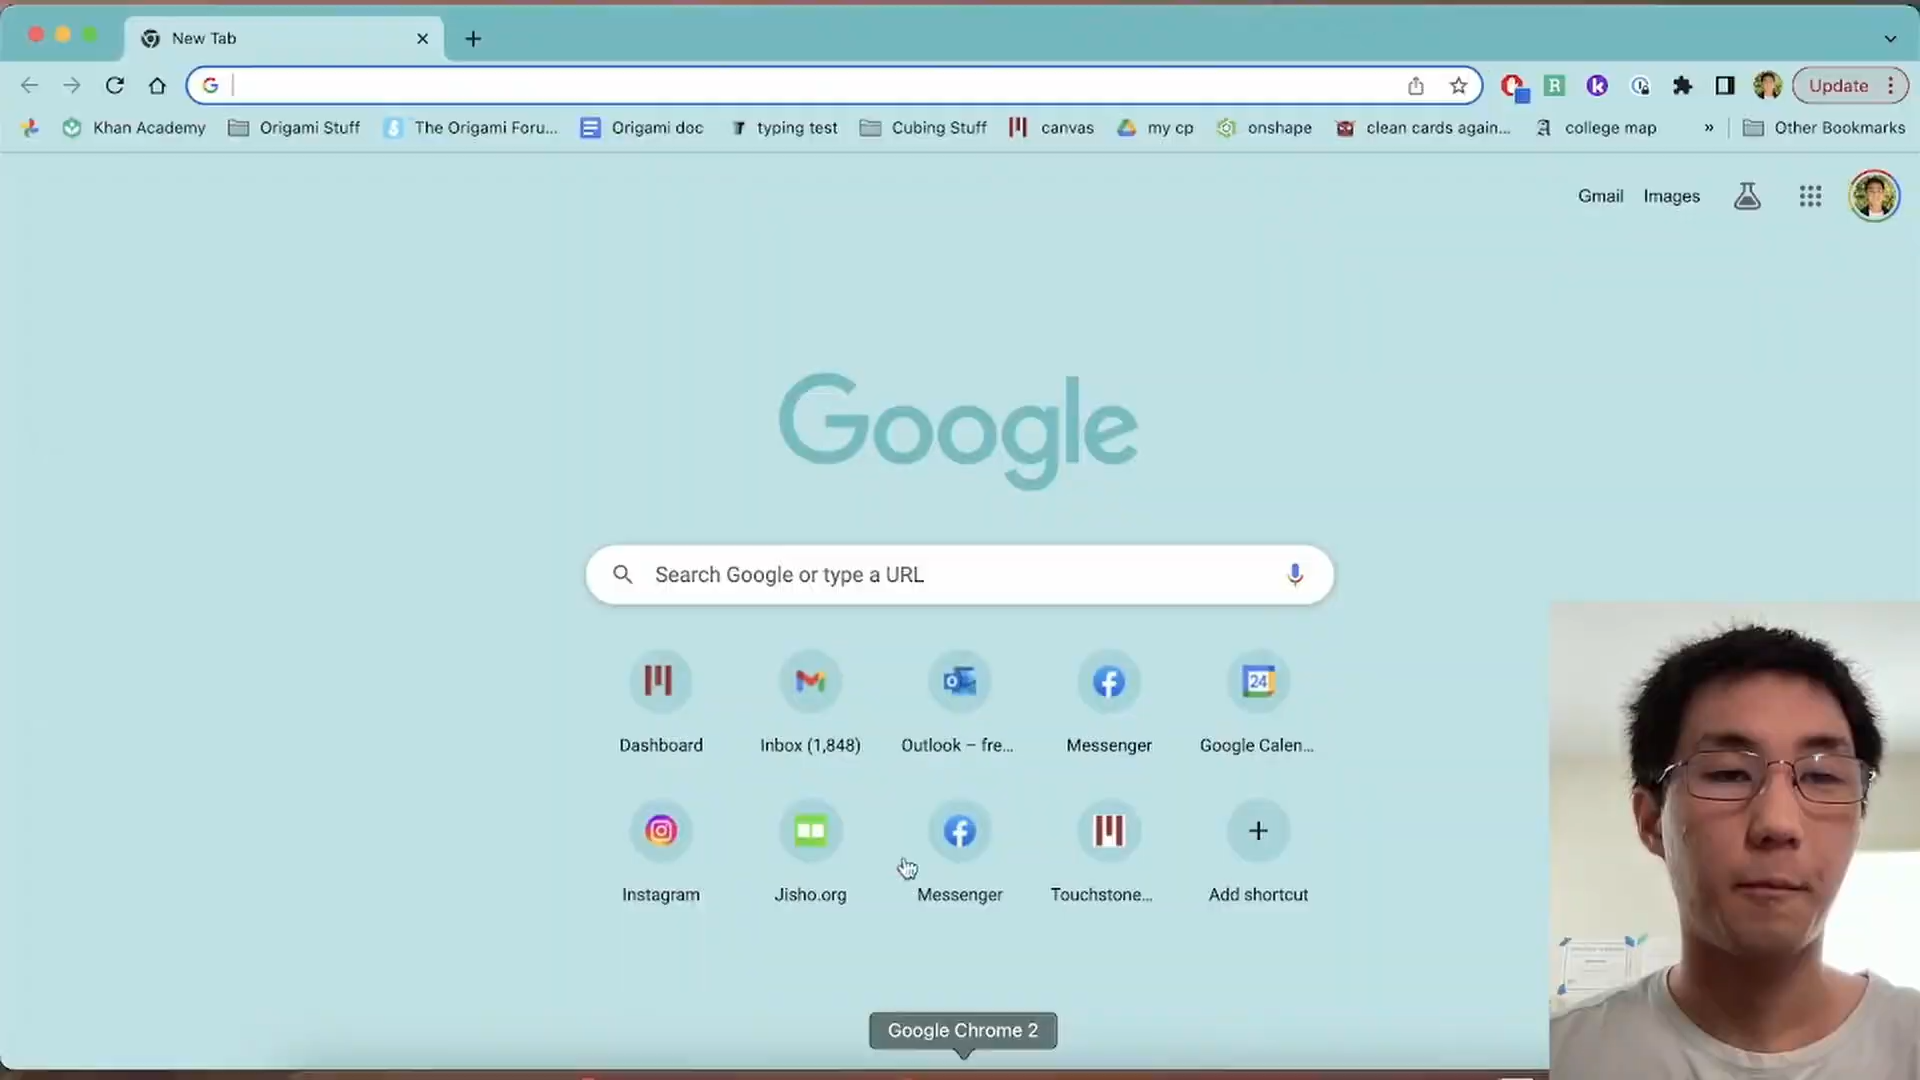 New Tab
Update
Khan Academy
Origami Stuff
The Origami Foru...
Origami doc
typing test
Cubing Stuff
canvas
my cp
onshape
clean cards again...
college map
»
Other Bookmarks
Gmail
Images
Google
Search Google or type a URL
24
Dashboard
Inbox (1,848)
Outlook – fre...
Messenger
Google Calen...
Instagram
Jisho.org
Messenger
Touchstone...
Add shortcut
Google Chrome 2